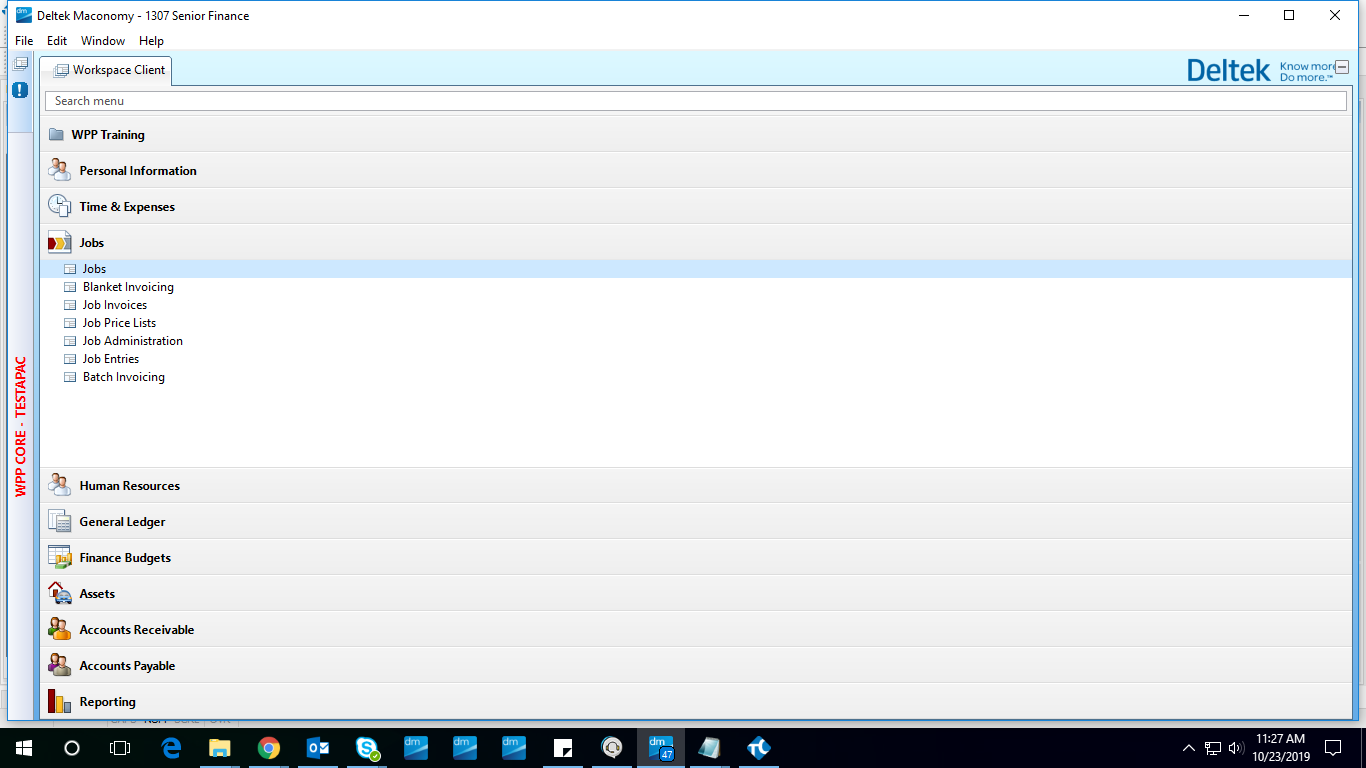 Deltek Maconomy - 1307 Senior Finance
File Edit Window Help
Workspace Client
Deltek Know more
Do more.™
Search menu
WPP Training
Personal Information
Time & Expenses
Jobs
Jobs
Blanket Invoicing
Job Invoices
Job Price Lists
Job Administration
Job Entries
Batch Invoicing
WPP CORE - TESTAPAC
Human Resources
General Ledger
Finance Budgets
Assets
Accounts Receivable
Accounts Payable
Reporting
dm dm dm dm 47
11:27 AM
10/23/2019